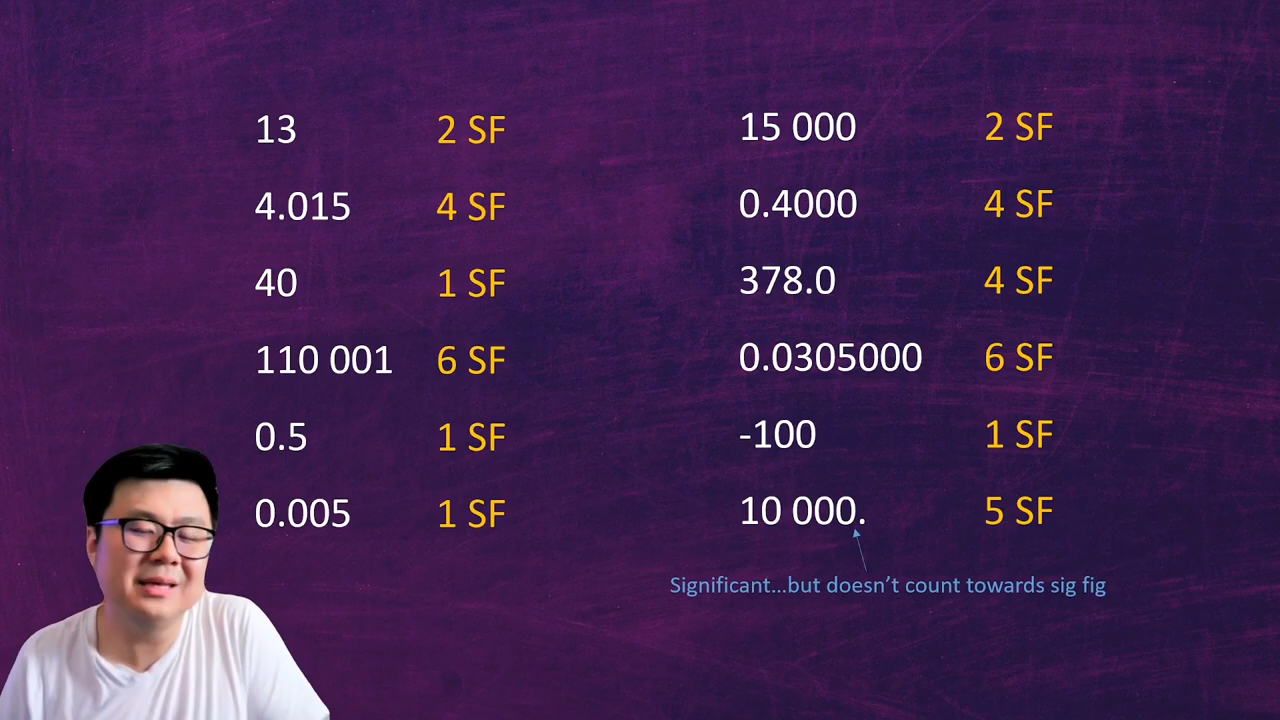 13 2 SF
4.015 4 SF
40 1 SF
110 001 6 SF
0.5 1 SF
0.005 1 SF
15 000 2 SF
0.4000 4 SF
378.0 4 SF
0.0305000 6 SF
-100 1 SF
10 000. 5 SF
Significant...but doesn't count towards sig fig